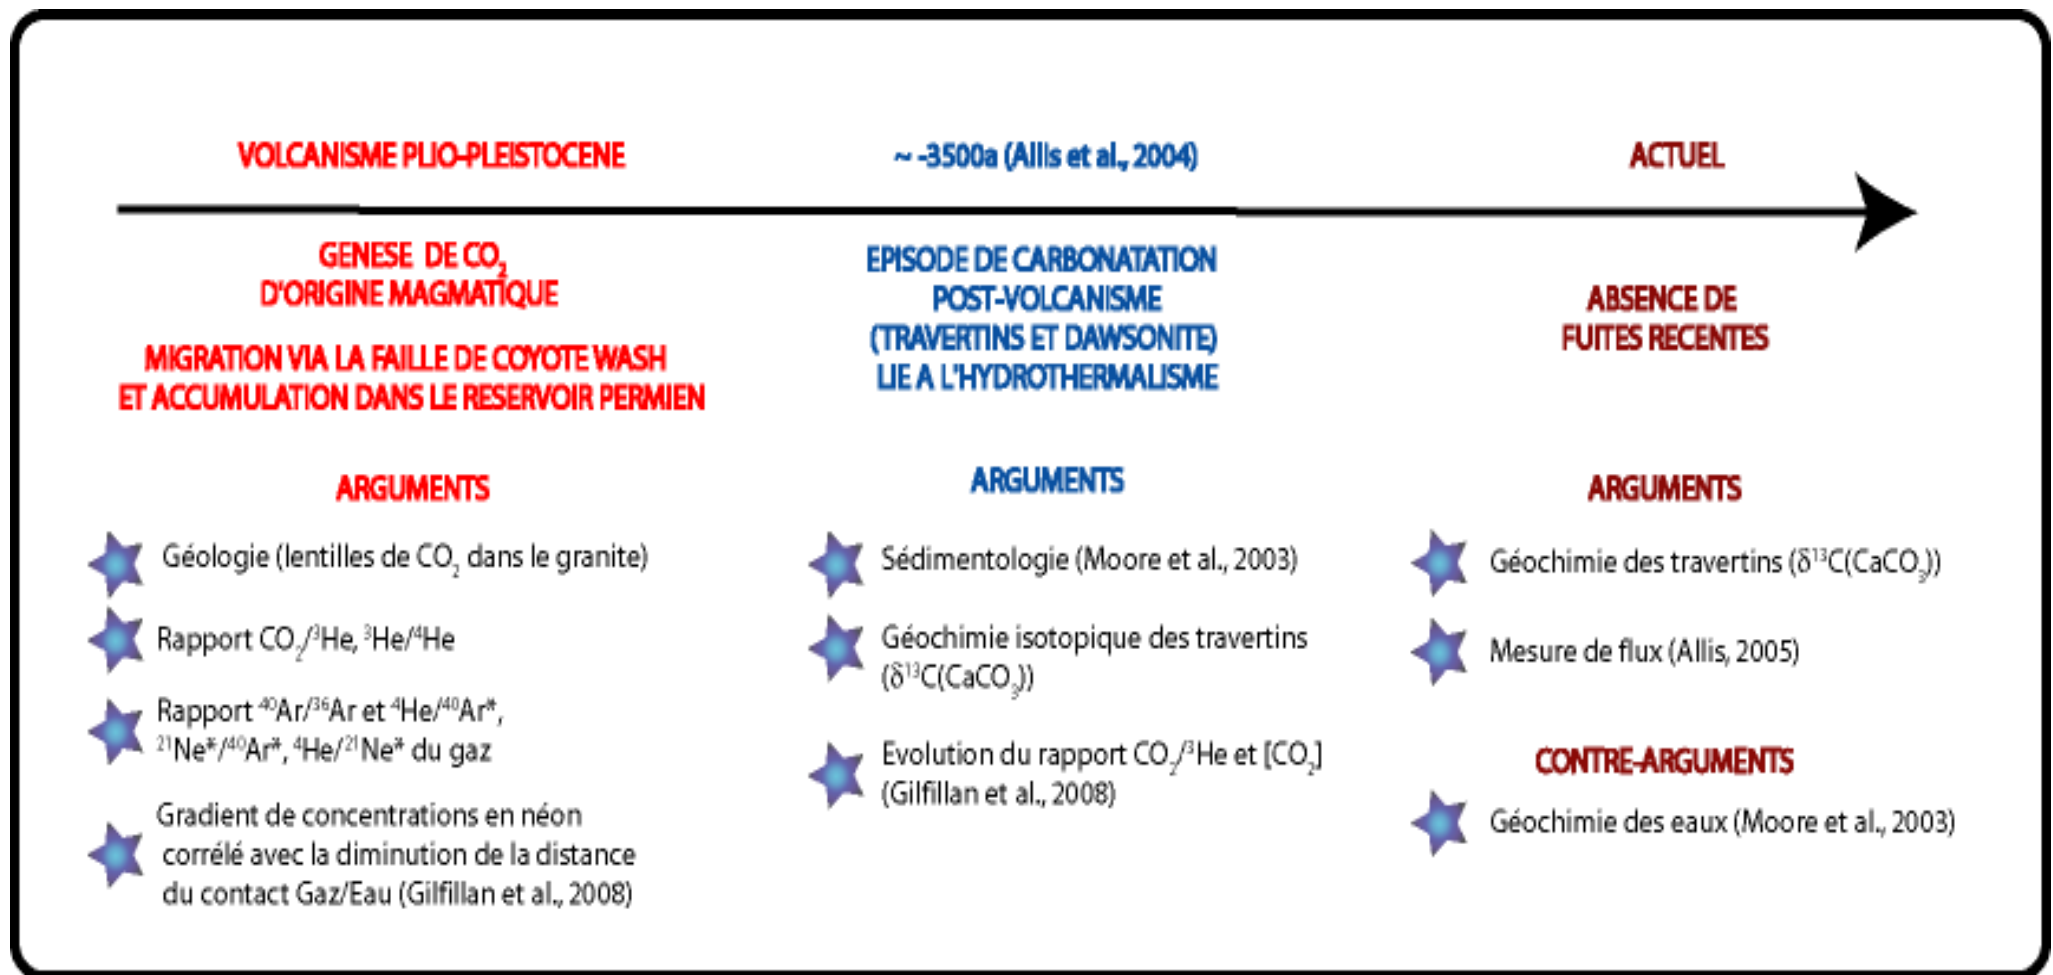 VOLCANISME PLIO-PLEISTOCENE
~ -3500a (Allis et al., 2004)
ACTUEL
GENESE DE CO₂
D'ORIGINE MAGMATIQUE
MIGRATION VIA LA FAILLE DE COYOTE WASH
ET ACCUMULATION DANS LE RESERVOIR PERMIEN
EPISODE DE CARBONATATION
POST-VOLCANISME
(TRAVERTINS ET DAWSONITE)
LIE A L'HYDROTHERMALISME
ABSENCE DE
FUITES RECENTES
ARGUMENTS
Géologie (lentilles de CO₂ dans le granite)
Rapport CO₂/³He, ³He/⁴He
Rapport ⁴⁰Ar/³⁶Ar et ⁴He/⁴⁰Ar*,
²¹Ne*/⁴⁰Ar*, ⁴He/²¹Ne* du gaz
Gradient de concentrations en néon
corrélé avec la diminution de la distance
du contact Gaz/Eau (Gilfillan et al., 2008)
ARGUMENTS
Sédimentologie (Moore et al., 2003)
Géochimie isotopique des travertins
(δ¹³C(CaCO₃))
Evolution du rapport CO₂/³He et [CO₂]
(Gilfillan et al., 2008)
ARGUMENTS
Géochimie des travertins (δ¹³C(CaCO₃))
Mesure de flux (Allis, 2005)
CONTRE-ARGUMENTS
Géochimie des eaux (Moore et al., 2003)